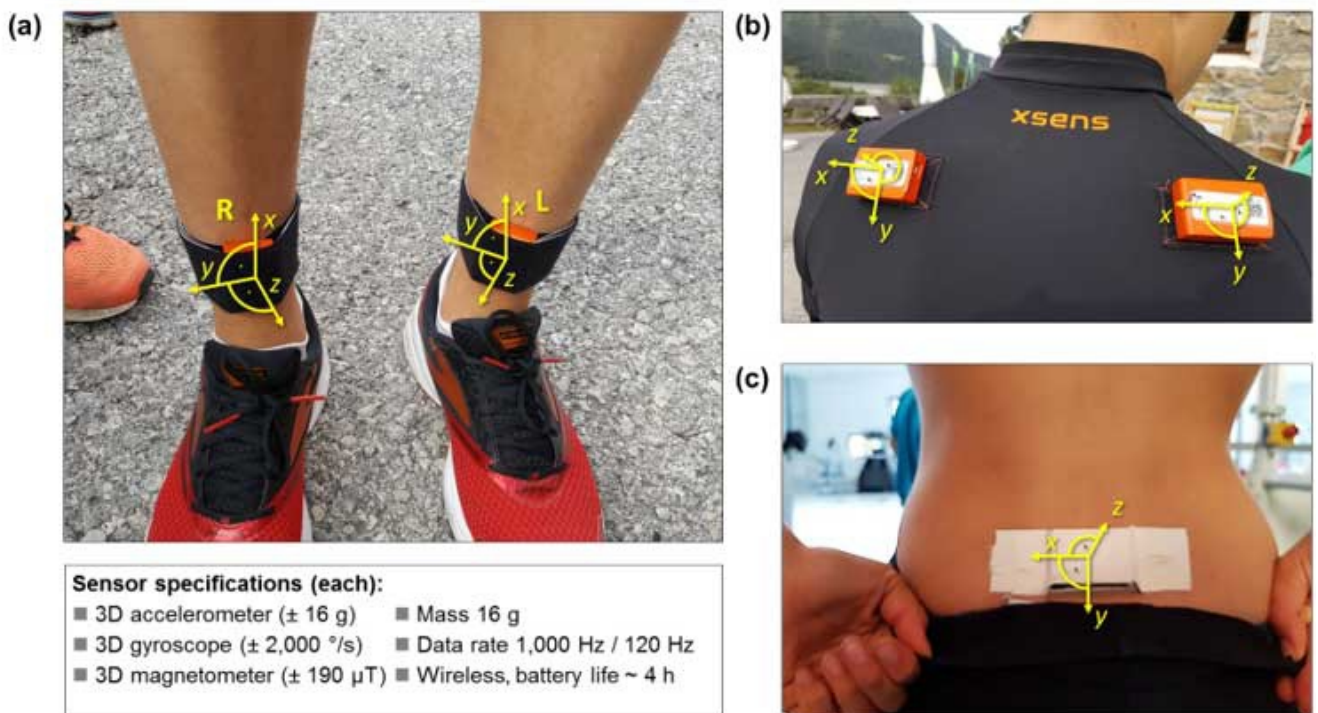 (a)
R
x
y
z
x L
y
z
(b)
xsens
z
x
y
z
x
y
(c)
z
x
y
Sensor specifications (each):
■ 3D accelerometer (± 16 g) ■ Mass 16 g
■ 3D gyroscope (± 2,000 °/s) ■ Data rate 1,000 Hz / 120 Hz
■ 3D magnetometer (± 190 µT) ■ Wireless, battery life ~ 4 h